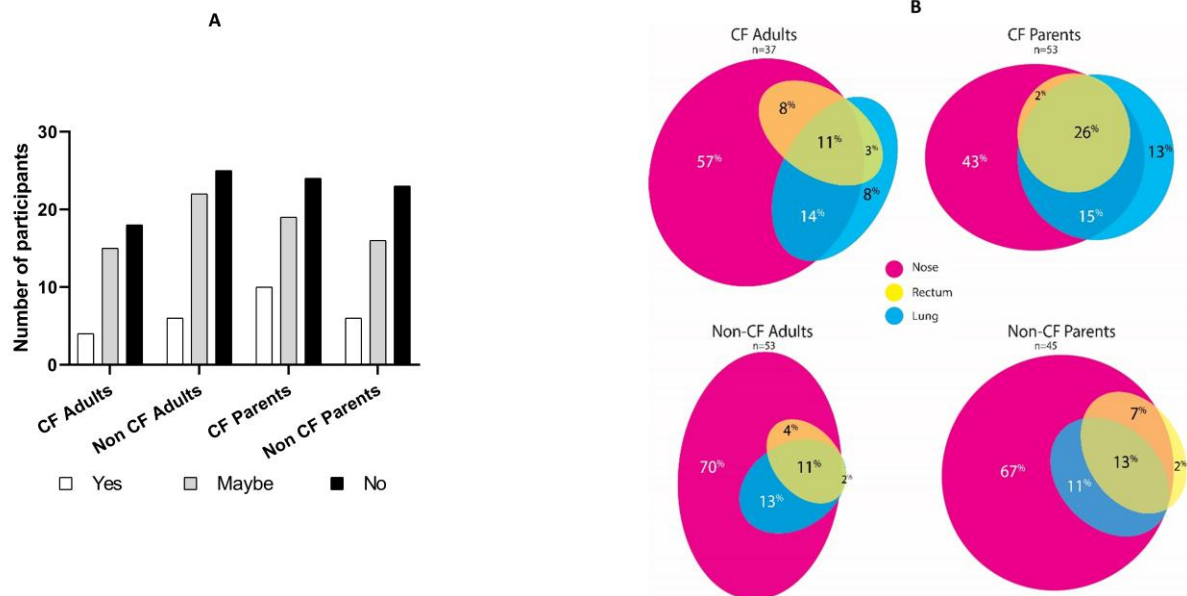 A
Number of participants
30
20
10
0
CF Adults
Non CF Adults
CF Parents
Non CF Parents
Yes
Maybe
No
B
CF Adults
n=37
57%
8%
11%
3%
8%
14%
CF Parents
n=53
2%
26%
43%
13%
15%
Nose
Rectum
Lung
Non-CF Adults
n=53
4%
70%
11%
2%
13%
Non-CF Parents
n=45
7%
67%
13%
2%
11%